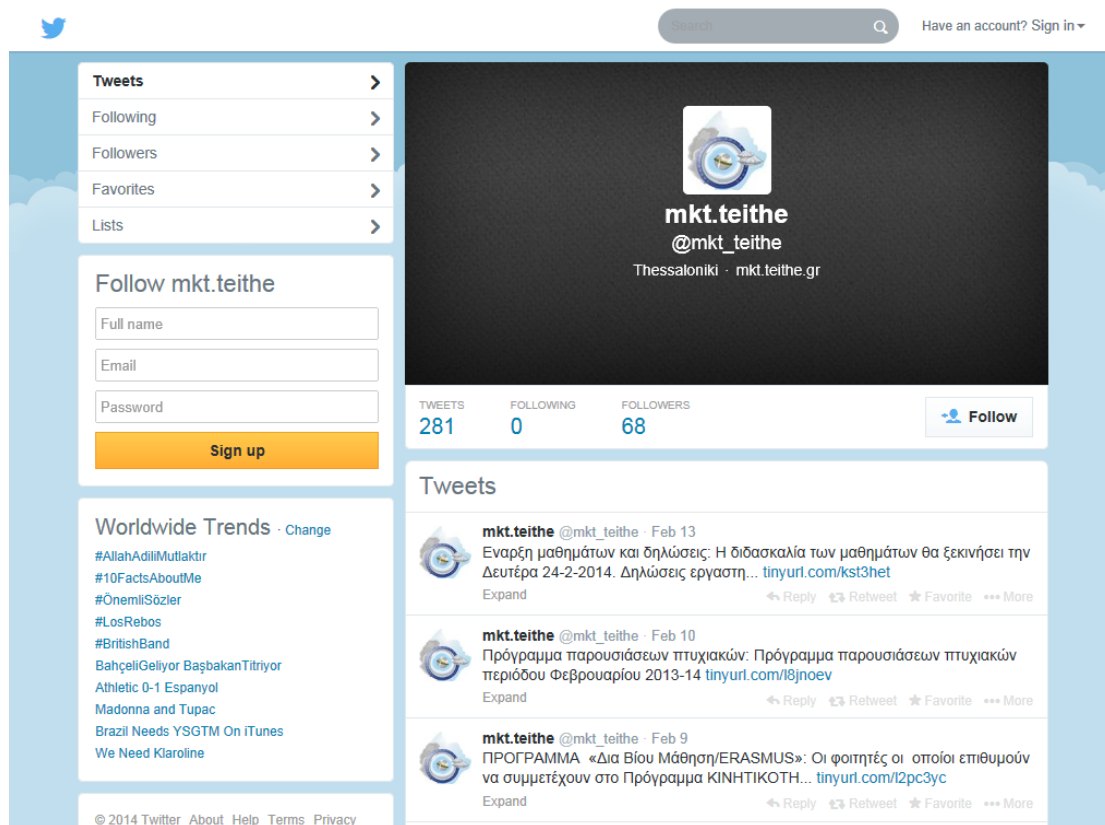 Search
Have an account? Sign in
Tweets
Following
Followers
Favorites
Lists
Follow mkt.teithe
Full name
Email
Password
Sign up
Worldwide Trends · Change
#AllahAdiliMutlaktır
#10FactsAboutMe
#ÖnemliSözler
#LosRebos
#BritishBand
BahçeliGeliyor BaşbakanTitriyor
Athletic 0-1 Espanyol
Madonna and Tupac
Brazil Needs YSGTM On iTunes
We Need Klaroline
© 2014 Twitter About Help Terms Privacy
mkt.teithe
@mkt_teithe
Thessaloniki · mkt.teithe.gr
TWEETS FOLLOWING FOLLOWERS
281 0 68
Follow
Tweets
mkt.teithe @mkt_teithe · Feb 13
Εναρξη μαθημάτων και δηλώσεις: Η διδασκαλία των μαθημάτων θα ξεκινήσει την
Δευτέρα 24-2-2014. Δηλώσεις εργαστη... tinyurl.com/kst3het
Expand Reply Retweet Favorite More
mkt.teithe @mkt_teithe · Feb 10
Πρόγραμμα παρουσιάσεων πτυχιακών: Πρόγραμμα παρουσιάσεων πτυχιακών
περιόδου Φεβρουαρίου 2013-14 tinyurl.com/l8jnoev
Expand Reply Retweet Favorite More
mkt.teithe @mkt_teithe · Feb 9
ΠΡΟΓΡΑΜΜΑ «Δια Βίου Μάθηση/ERASMUS»: Οι φοιτητές οι οποίοι επιθυμούν
να συμμετέχουν στο Πρόγραμμα ΚΙΝΗΤΙΚΟΤΗ... tinyurl.com/l2pc3yc
Expand Reply Retweet Favorite More